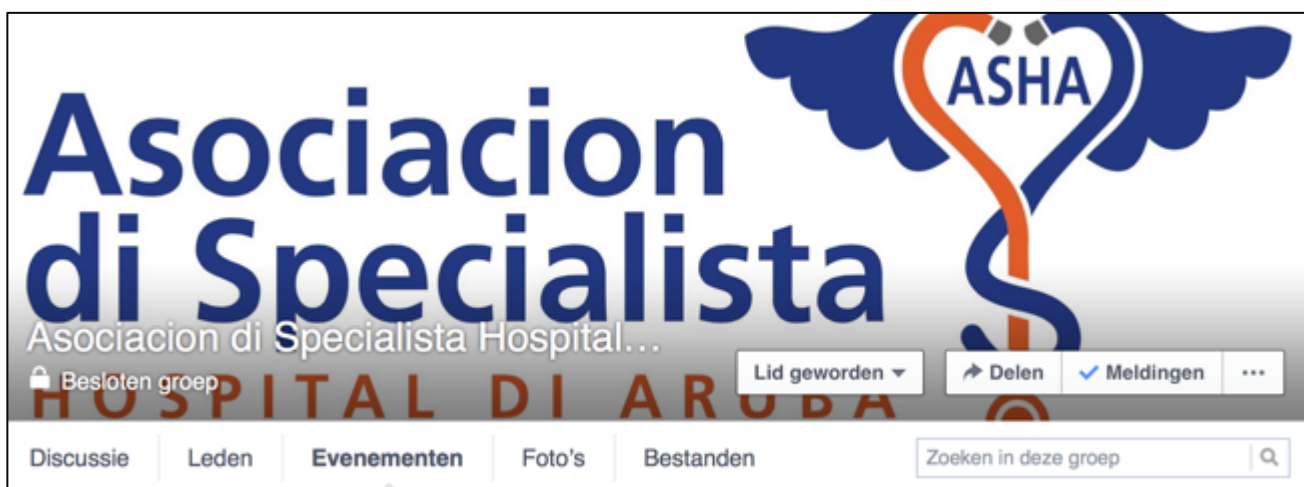 ASHA
Asociacion
di Specialista
Asociacion di Specialista Hospital...
Besloten groep
HOSPITAL DI ARUBA
Lid geworden
Delen
Meldingen
Discussie
Leden
Evenementen
Foto's
Bestanden
Zoeken in deze groep